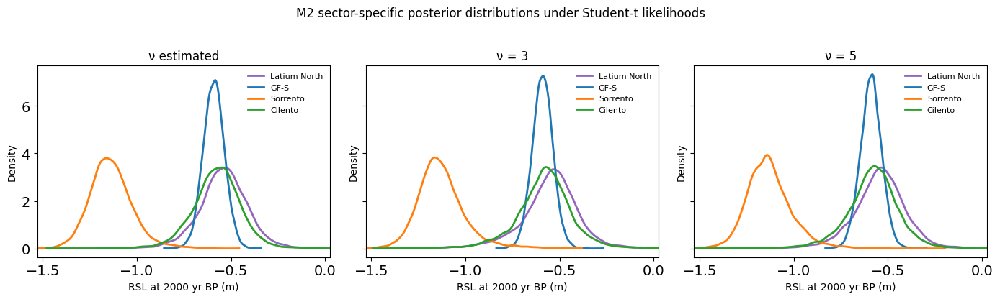 M2 sector-specific posterior distributions under Student-t likelihoods
ν estimated
Latium North
GF-S
Sorrento
Cilento
Density
6
4
2
0
−1.5
−1.0
−0.5
0.0
RSL at 2000 yr BP (m)
ν = 3
Latium North
GF-S
Sorrento
Cilento
Density
−1.5
−1.0
−0.5
0.0
RSL at 2000 yr BP (m)
ν = 5
Latium North
GF-S
Sorrento
Cilento
Density
−1.5
−1.0
−0.5
0.0
RSL at 2000 yr BP (m)